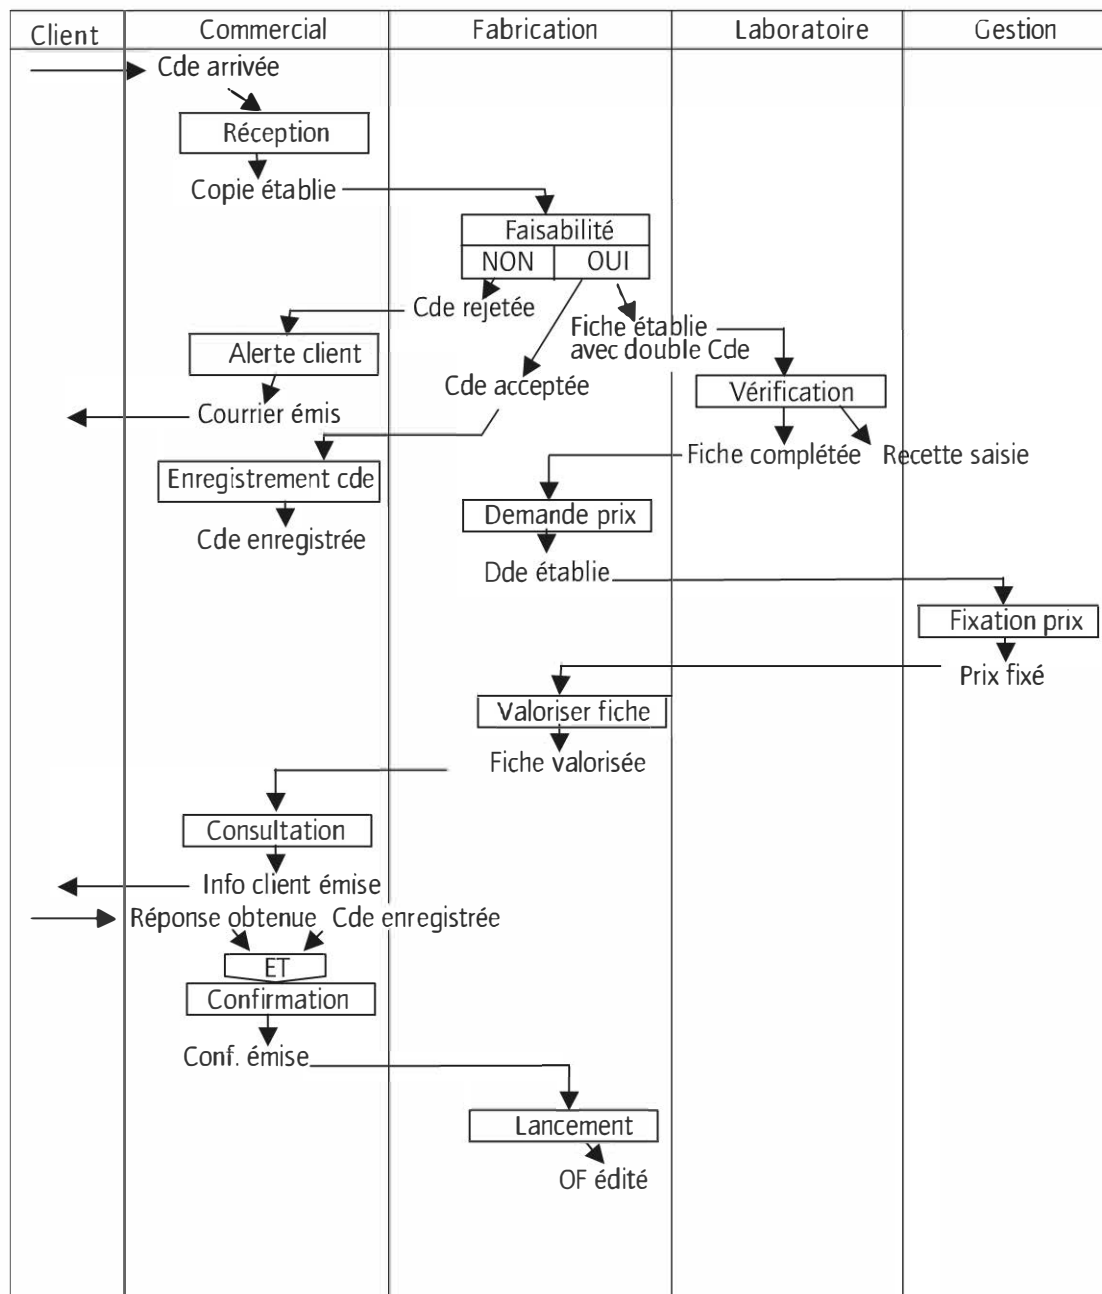 Client
Commercial
Fabrication
Laboratoire
Gestion
Cde arrivée
Réception
Copie établie
Faisabilité
NON
OUI
Cde rejetée
Fiche établie
avec double Cde
Alerte client
Cde acceptée
Vérification
Courrier émis
Fiche complétée
Recette saisie
Enregistrement cde
Demande prix
Cde enregistrée
Dde établie
Fixation prix
Prix fixé
Valoriser fiche
Fiche valorisée
Consultation
Info client émise
Réponse obtenue
Cde enregistrée
ET
Confirmation
Conf. émise
Lancement
OF édité